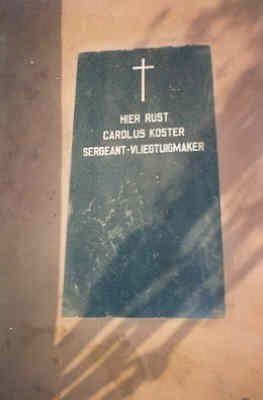 HIER RUST
CAROLUS KOSTER
SERGEANT-VLIEGTUIGMAKER